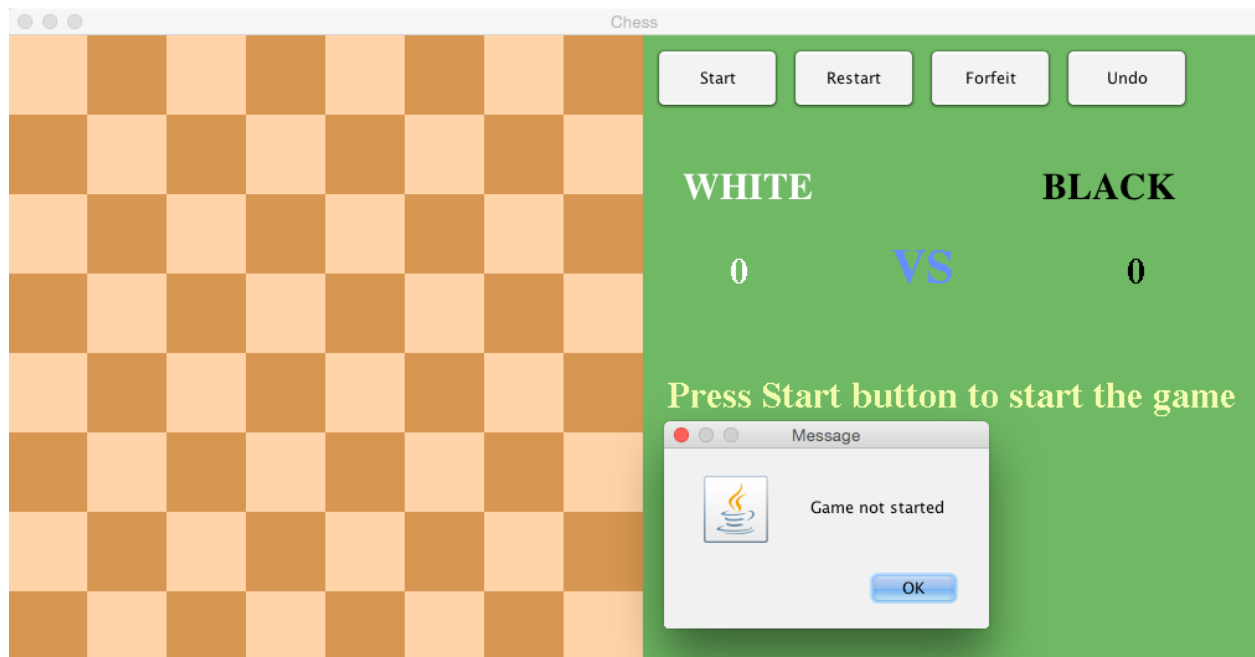 Chess
Start Restart Forfeit Undo
WHITE BLACK
0 VS 0
Press Start button to start the game
Message
Game not started
OK